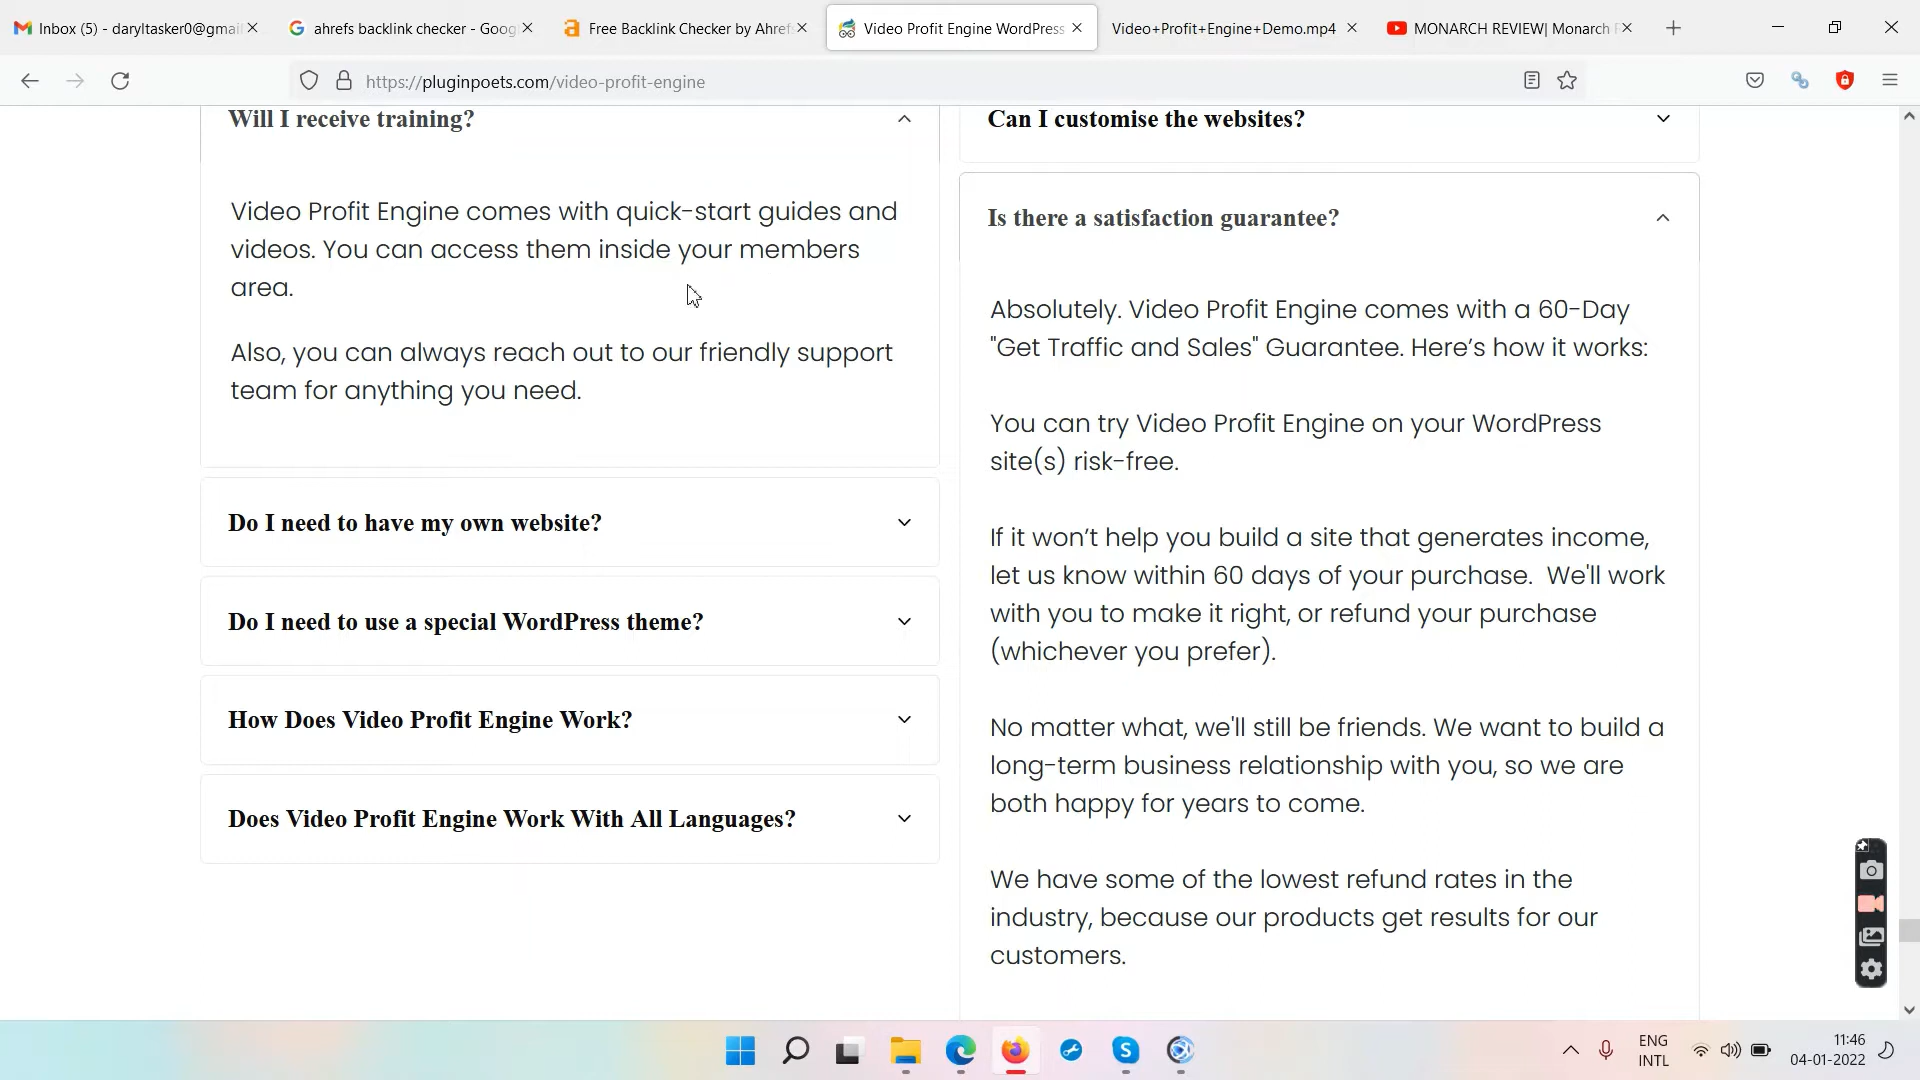 Inbox (5) - daryltasker0@gmai
ahrefs backlink checker - Goog
Free Backlink Checker by Ahref
Video Profit Engine WordPress
Video+Profit+Engine+Demo.mp4
MONARCH REVIEW| Monarch
https://pluginpoets.com/video-profit-engine
Will I receive training?
Video Profit Engine comes with quick-start guides and
videos. You can access them inside your members
area.
Also, you can always reach out to our friendly support
team for anything you need.
Do I need to have my own website?
Do I need to use a special WordPress theme?
How Does Video Profit Engine Work?
Does Video Profit Engine Work With All Languages?
Can I customise the websites?
Is there a satisfaction guarantee?
Absolutely. Video Profit Engine comes with a 60-Day
"Get Traffic and Sales" Guarantee. Here’s how it works:
You can try Video Profit Engine on your WordPress
site(s) risk-free.
If it won’t help you build a site that generates income,
let us know within 60 days of your purchase.  We'll work
with you to make it right, or refund your purchase
(whichever you prefer).
No matter what, we'll still be friends. We want to build a
long-term business relationship with you, so we are
both happy for years to come.
We have some of the lowest refund rates in the
industry, because our products get results for our
customers.
ENG
INTL
11:46
04-01-2022